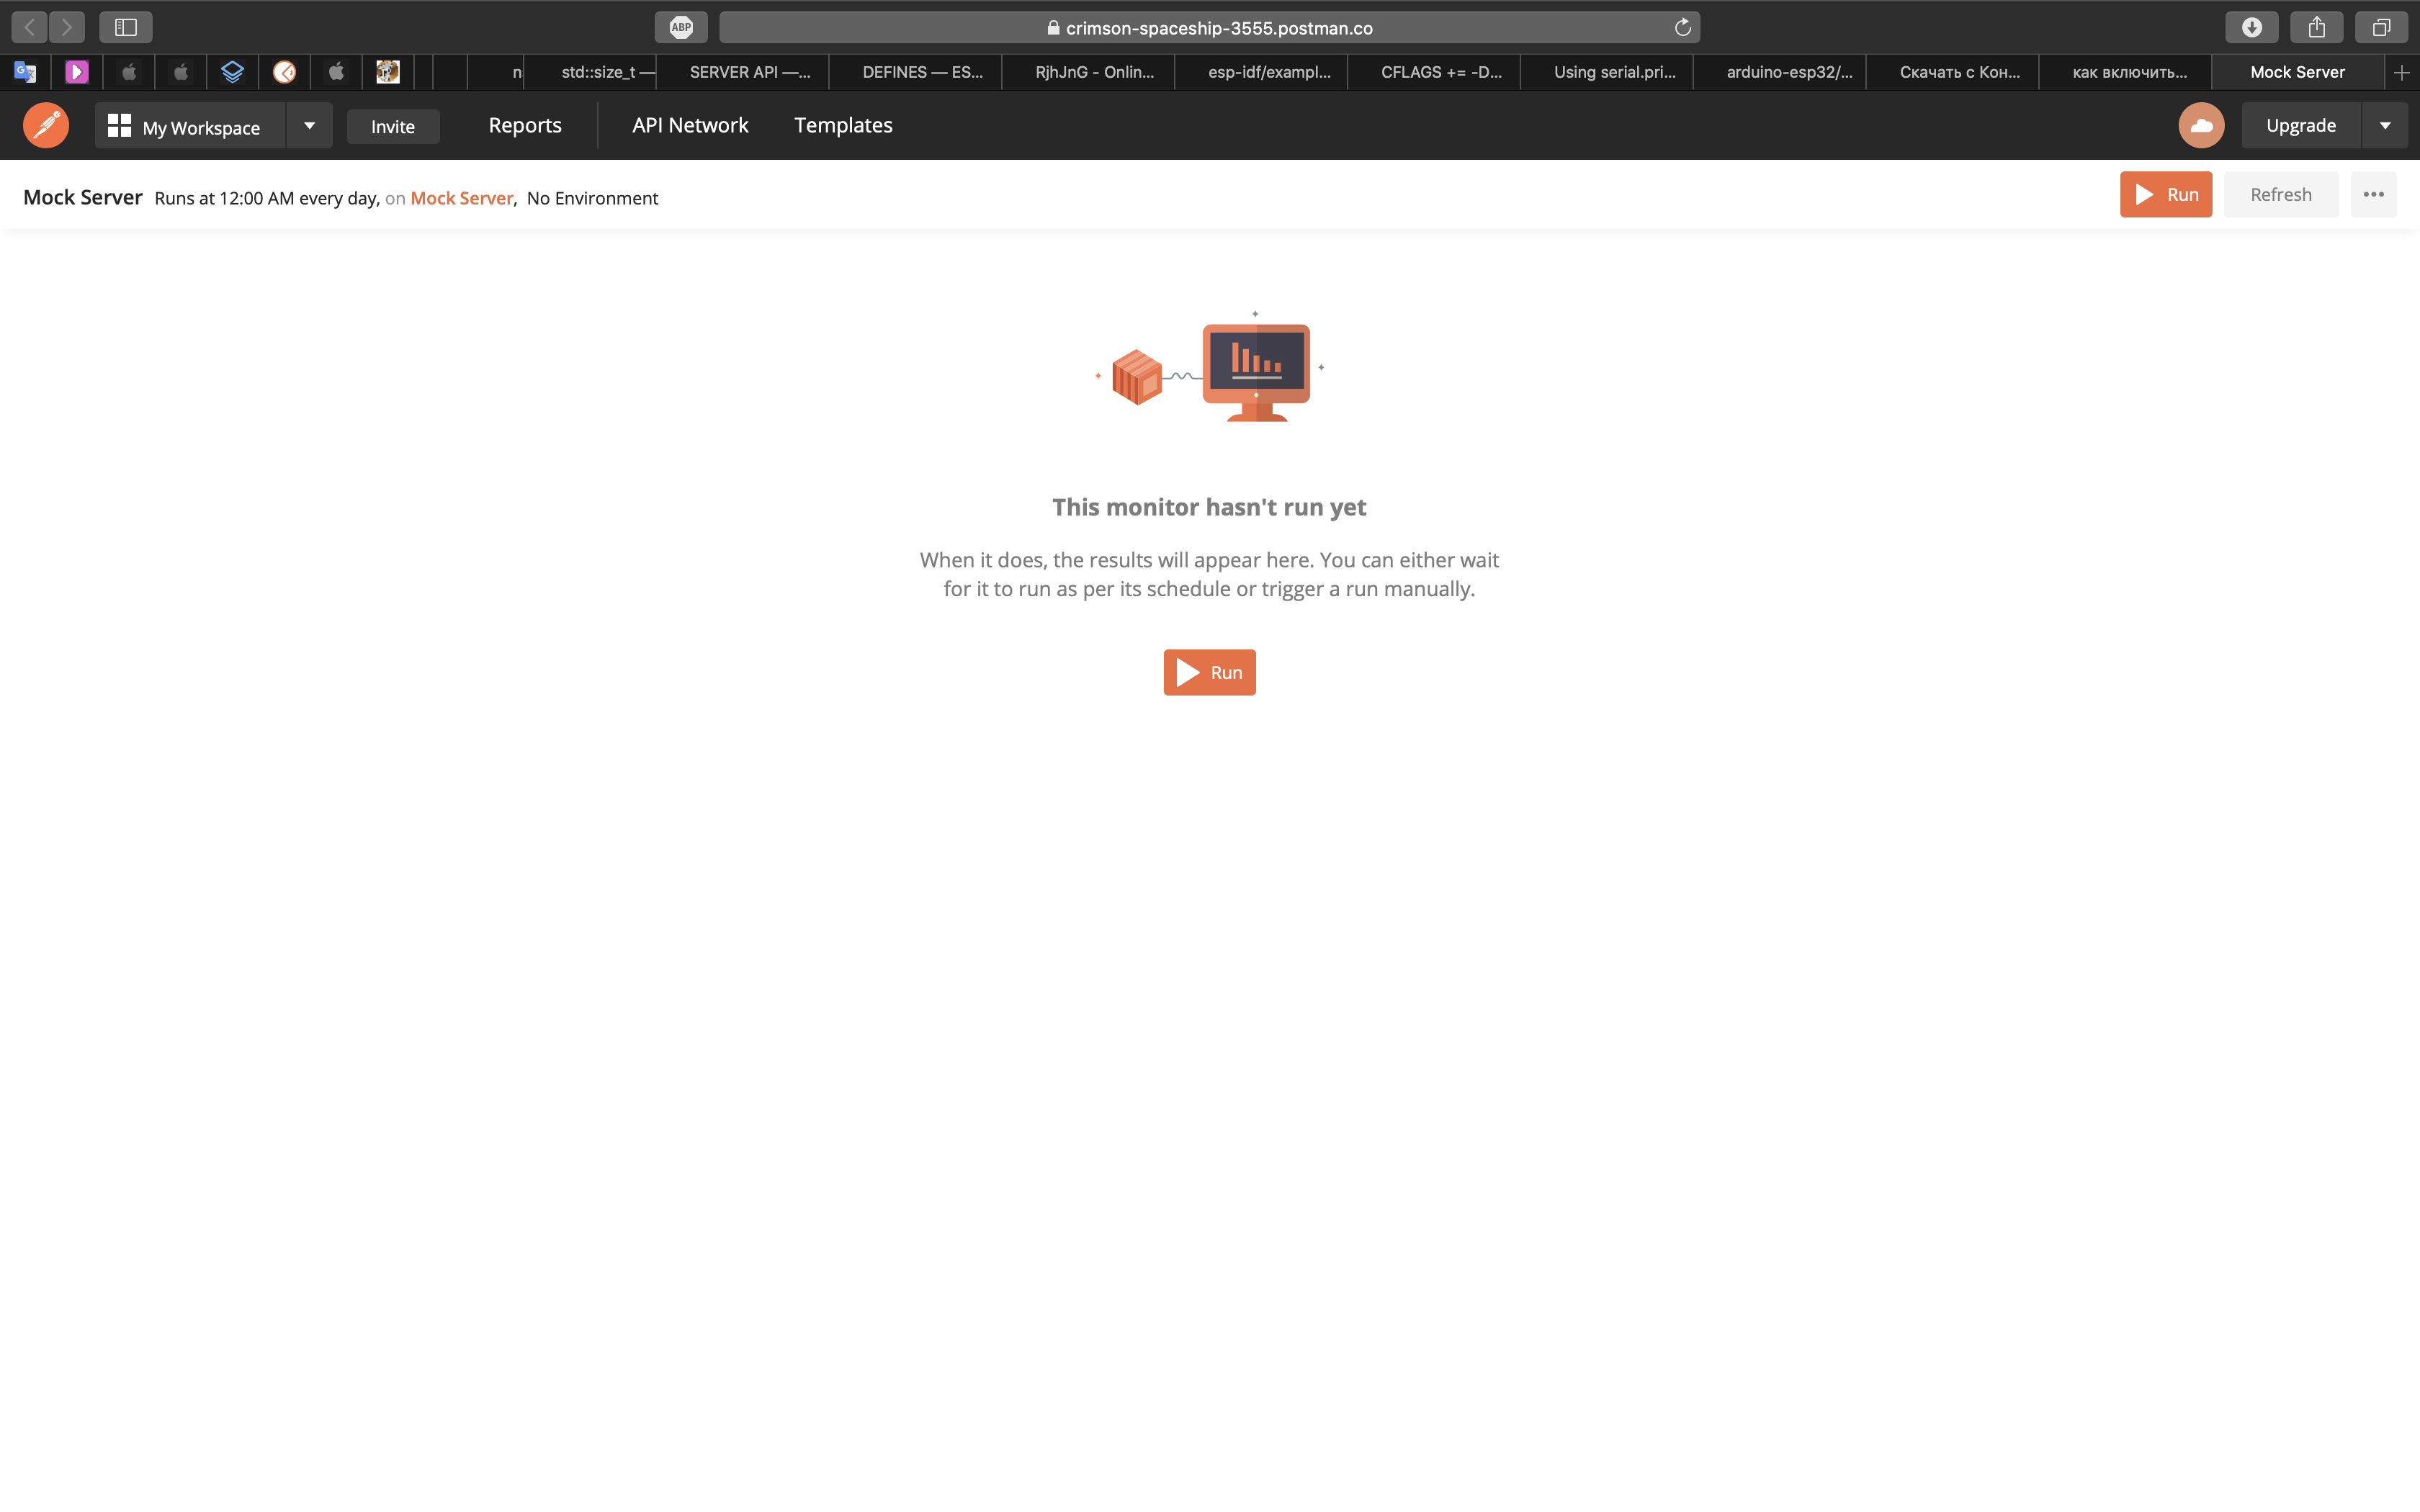 ABP
crimson-spaceship-3555.postman.co
n
std::size_t —
SERVER API —...
DEFINES — ES...
RjhJnG - Onlin...
esp-idf/exampl...
CFLAGS += -D...
Using serial.pri...
arduino-esp32/...
Скачать с Кон...
как включить...
Mock Server
My Workspace
Invite
Reports
API Network
Templates
Upgrade
Mock Server Runs at 12:00 AM every day, on Mock Server, No Environment
Run
Refresh
This monitor hasn't run yet
When it does, the results will appear here. You can either wait
for it to run as per its schedule or trigger a run manually.
Run